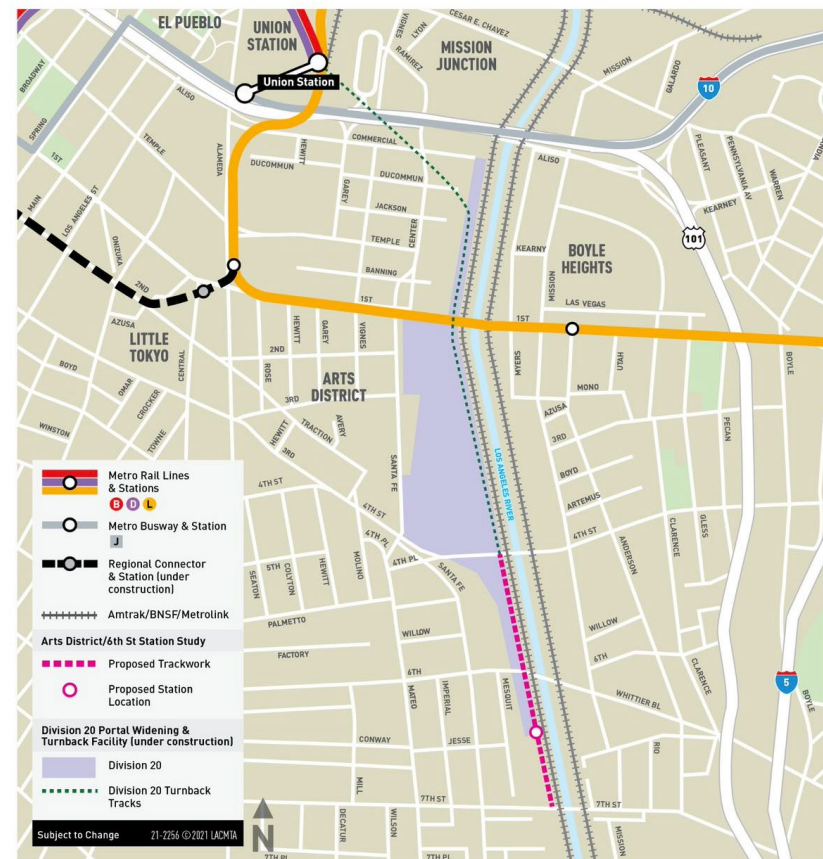 EL PUEBLO
UNION
STATION
Union Station
MISSION
JUNCTION
VIGNES
LYON
CESAR E. CHAVEZ
RAMIREZ
MISSION
GALARDO
10
BROADWAY
SPRING
ALISO
TEMPLE
1ST
ALAMEDA
HEWITT
COMMERCIAL
DUCOMMUN
DUCOMMUN
GAREY
JACKSON
CENTER
TEMPLE
BANNING
1ST
ALISO
PLEASANT
PENNSYLVANIA AV
WARREN
KEARNEY
101
MAIN
LOS ANGELES ST
ONIZUKA
2ND
KEARNY
MISSION
BOYLE
HEIGHTS
LAS VEGAS
1ST
AZUSA
LITTLE
TOKYO
CENTRAL
HEWITT
GAREY
VIGNES
2ND
ROSE
ARTS
DISTRICT
MYERS
UTAH
BOYLE
MONO
BOYD
OMAR
CROCKER
TOWNE
WINSTON
3RD
HEWITT
TRACTION
AVERY
3RD
SANTA FE
LOS ANGELES RIVER
AZUSA
3RD
BOYD
ARTEMUS
PECAN
4TH ST
4TH ST
4TH PL
4TH PL
4TH ST
ANDERSON
CLARENCE
GLESS
SEATON
5TH
COLYTON
HEWITT
MOLINO
SANTA FE
PALMETTO
WILLOW
FACTORY
WILLOW
6TH
6TH
MATEO
IMPERIAL
MESQUIT
WHITTIER BL
CLARENCE
5
BOYLE
CONWAY
JESSE
RIO
MILL
7TH ST
7TH ST
DECATUR
WILSON
MISSION
7TH PL
7TH PL
Metro Rail Lines
& Stations
B D L
Metro Busway & Station
J
Regional Connector
& Station (under
construction)
Amtrak/BNSF/Metrolink
Arts District/6th St Station Study
Proposed Trackwork
Proposed Station
Location
Division 20 Portal Widening &
Turnback Facility (under construction)
Division 20
Division 20 Turnback
Tracks
Subject to Change 21-2256 ©2021 LACMTA
N